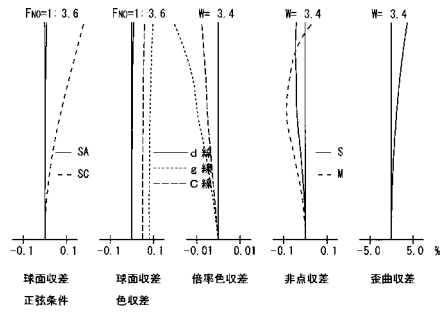 FNO=1: 3.6
FNO=1: 3.6
W= 3.4
W= 3.4
W= 3.4
SA
SC
d 線
g 線
C線
S
M
-0.1 0.1
-0.1 0.1
-0.01 0.01
-0.1 0.1
-5.0 5.0 %
球面収差
正弦条件
球面収差
色収差
倍率色収差
非点収差
歪曲収差